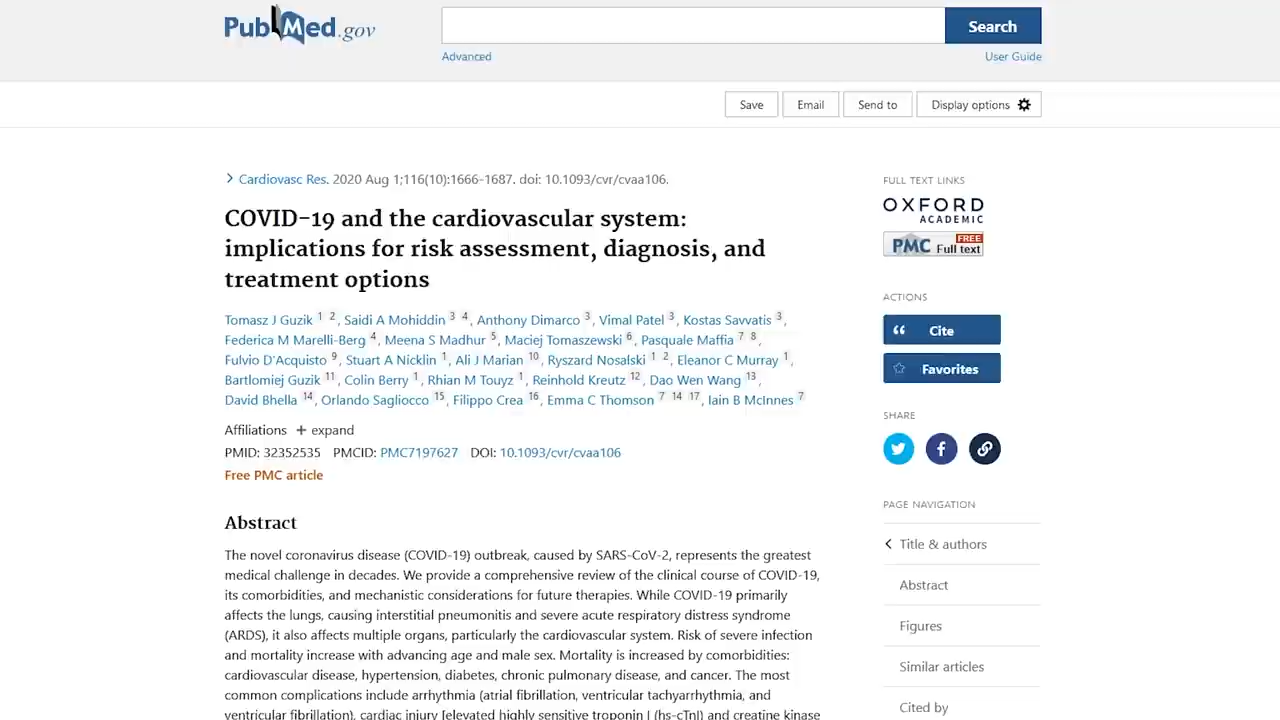 PubMed.gov
Search
Advanced
User Guide
Save
Email
Send to
Display options
Cardiovasc Res. 2020 Aug 1;116(10):1666-1687. doi: 10.1093/cvr/cvaa106.
COVID-19 and the cardiovascular system:
implications for risk assessment, diagnosis, and
treatment options
Tomasz J Guzik 1 2, Saidi A Mohiddin 3 4, Anthony Dimarco 3, Vimal Patel 3, Kostas Savvatis 3,
Federica M Marelli-Berg 4, Meena S Madhur 5, Maciej Tomaszewski 6, Pasquale Maffia 7 8,
Fulvio D'Acquisto 9, Stuart A Nicklin 1, Ali J Marian 10, Ryszard Nosalski 1 2, Eleanor C Murray 1,
Bartlomiej Guzik 11, Colin Berry 1, Rhian M Touyz 1, Reinhold Kreutz 12, Dao Wen Wang 13,
David Bhella 14, Orlando Sagliocco 15, Filippo Crea 16, Emma C Thomson 7 14 17, Iain B McInnes 7
Affiliations + expand
PMID: 32352535 PMCID: PMC7197627 DOI: 10.1093/cvr/cvaa106
Free PMC article
Abstract
The novel coronavirus disease (COVID-19) outbreak, caused by SARS-CoV-2, represents the greatest
medical challenge in decades. We provide a comprehensive review of the clinical course of COVID-19,
its comorbidities, and mechanistic considerations for future therapies. While COVID-19 primarily
affects the lungs, causing interstitial pneumonitis and severe acute respiratory distress syndrome
(ARDS), it also affects multiple organs, particularly the cardiovascular system. Risk of severe infection
and mortality increase with advancing age and male sex. Mortality is increased by comorbidities:
cardiovascular disease, hypertension, diabetes, chronic pulmonary disease, and cancer. The most
common complications include arrhythmia (atrial fibrillation, ventricular tachyarrhythmia, and
ventricular fibrillation), cardiac injury [elevated highly sensitive troponin I (hs-cTnI) and creatine kinase
FULL TEXT LINKS
OXFORD
ACADEMIC
PMC FREE
Full text
ACTIONS
Cite
Favorites
SHARE
PAGE NAVIGATION
Title & authors
Abstract
Figures
Similar articles
Cited by